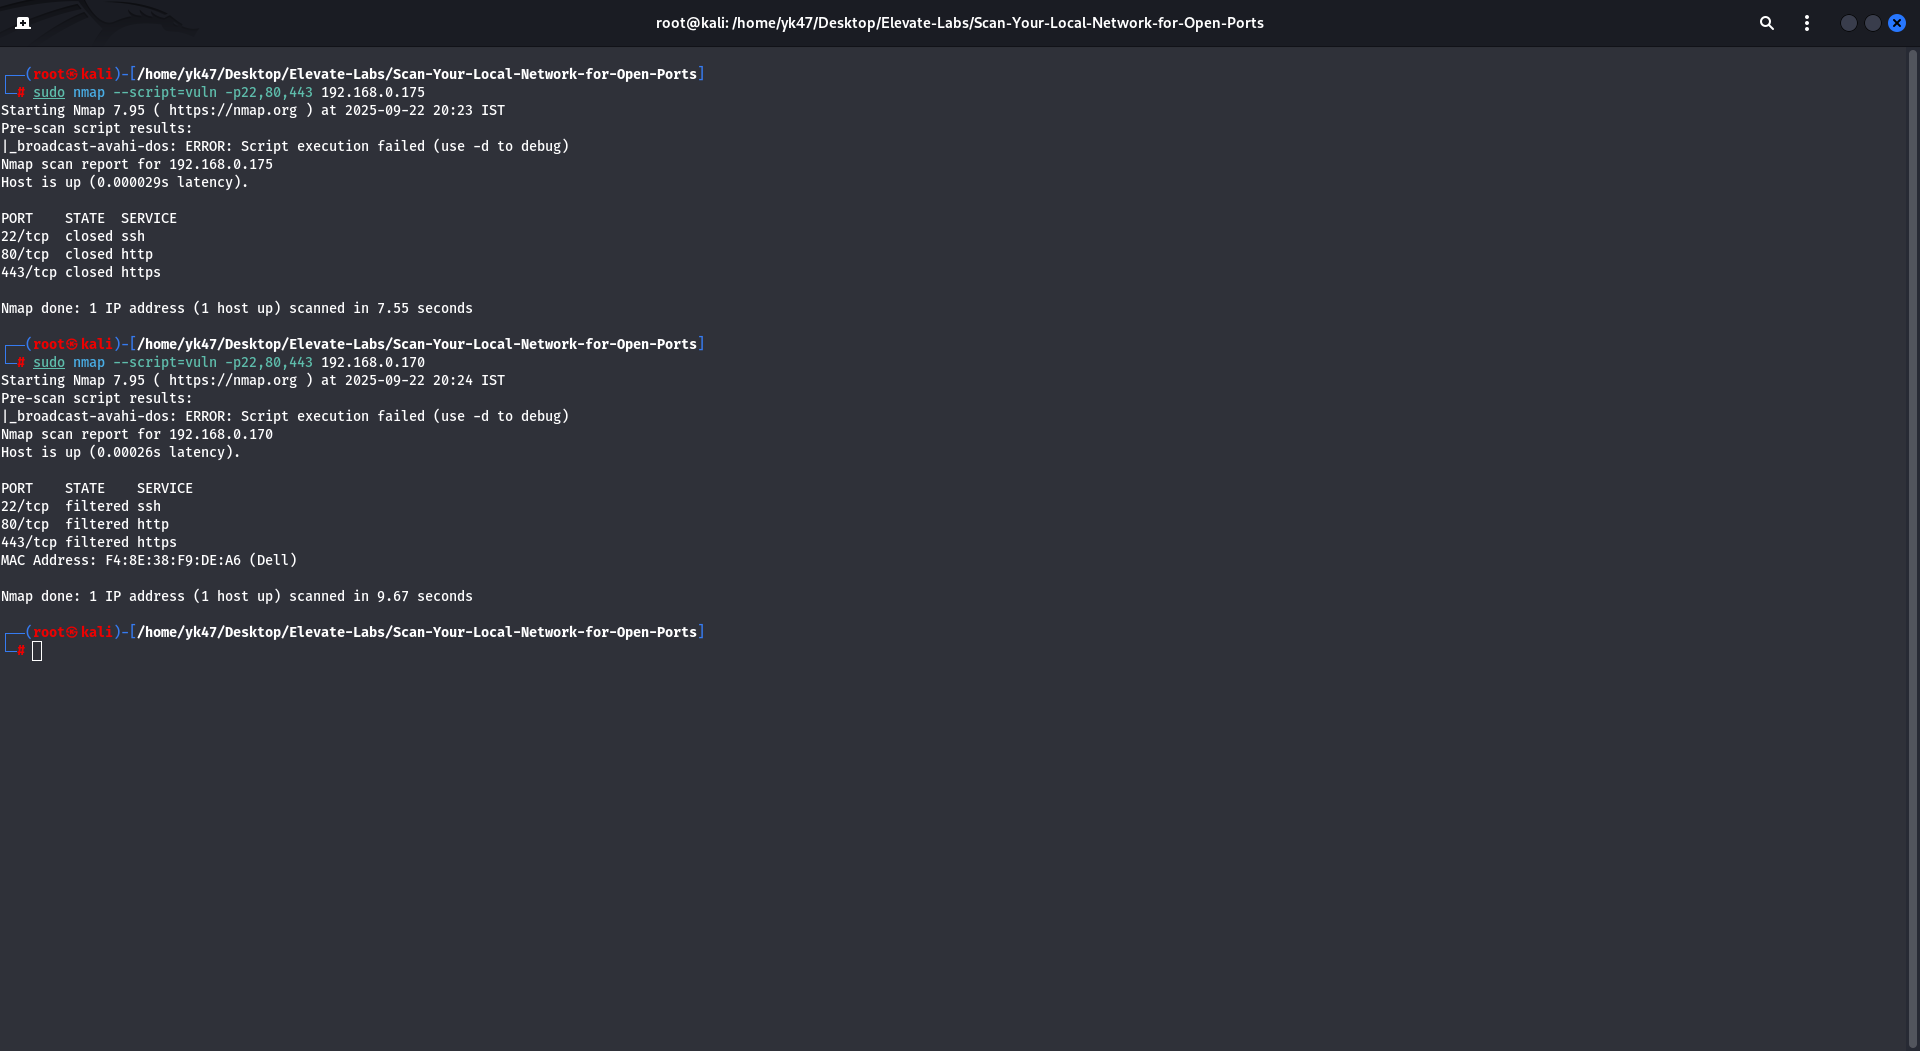 root@kali: /home/yk47/Desktop/Elevate-Labs/Scan-Your-Local-Network-for-Open-Ports
┌──(root㉿kali)-[/home/yk47/Desktop/Elevate-Labs/Scan-Your-Local-Network-for-Open-Ports]
└─# sudo nmap --script=vuln -p22,80,443 192.168.0.175
Starting Nmap 7.95 ( https://nmap.org ) at 2025-09-22 20:23 IST
Pre-scan script results:
|_broadcast-avahi-dos: ERROR: Script execution failed (use -d to debug)
Nmap scan report for 192.168.0.175
Host is up (0.000029s latency).
PORT    STATE  SERVICE
22/tcp  closed ssh
80/tcp  closed http
443/tcp closed https
Nmap done: 1 IP address (1 host up) scanned in 7.55 seconds
┌──(root㉿kali)-[/home/yk47/Desktop/Elevate-Labs/Scan-Your-Local-Network-for-Open-Ports]
└─# sudo nmap --script=vuln -p22,80,443 192.168.0.170
Starting Nmap 7.95 ( https://nmap.org ) at 2025-09-22 20:24 IST
Pre-scan script results:
|_broadcast-avahi-dos: ERROR: Script execution failed (use -d to debug)
Nmap scan report for 192.168.0.170
Host is up (0.00026s latency).
PORT    STATE    SERVICE
22/tcp  filtered ssh
80/tcp  filtered http
443/tcp filtered https
MAC Address: F4:8E:38:F9:DE:A6 (Dell)
Nmap done: 1 IP address (1 host up) scanned in 9.67 seconds
┌──(root㉿kali)-[/home/yk47/Desktop/Elevate-Labs/Scan-Your-Local-Network-for-Open-Ports]
└─#